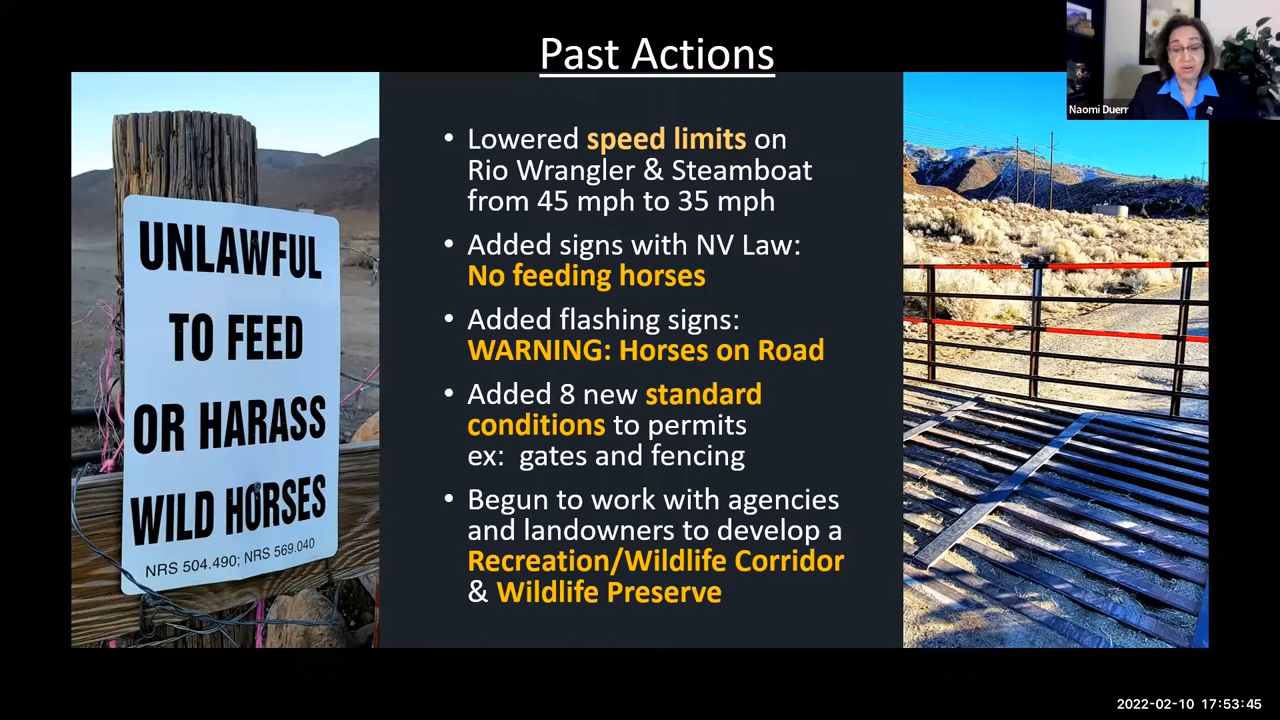 Past Actions
Naomi Duerr
UNLAWFUL
TO FEED
OR HARASS
WILD HORSES
NRS 504.490; NRS 569.040
• Lowered speed limits on
Rio Wrangler & Steamboat
from 45 mph to 35 mph
• Added signs with NV Law:
No feeding horses
• Added flashing signs:
WARNING: Horses on Road
• Added 8 new standard
conditions to permits
ex: gates and fencing
• Begun to work with agencies
and landowners to develop a
Recreation/Wildlife Corridor
& Wildlife Preserve
2022-02-10 17:53:45